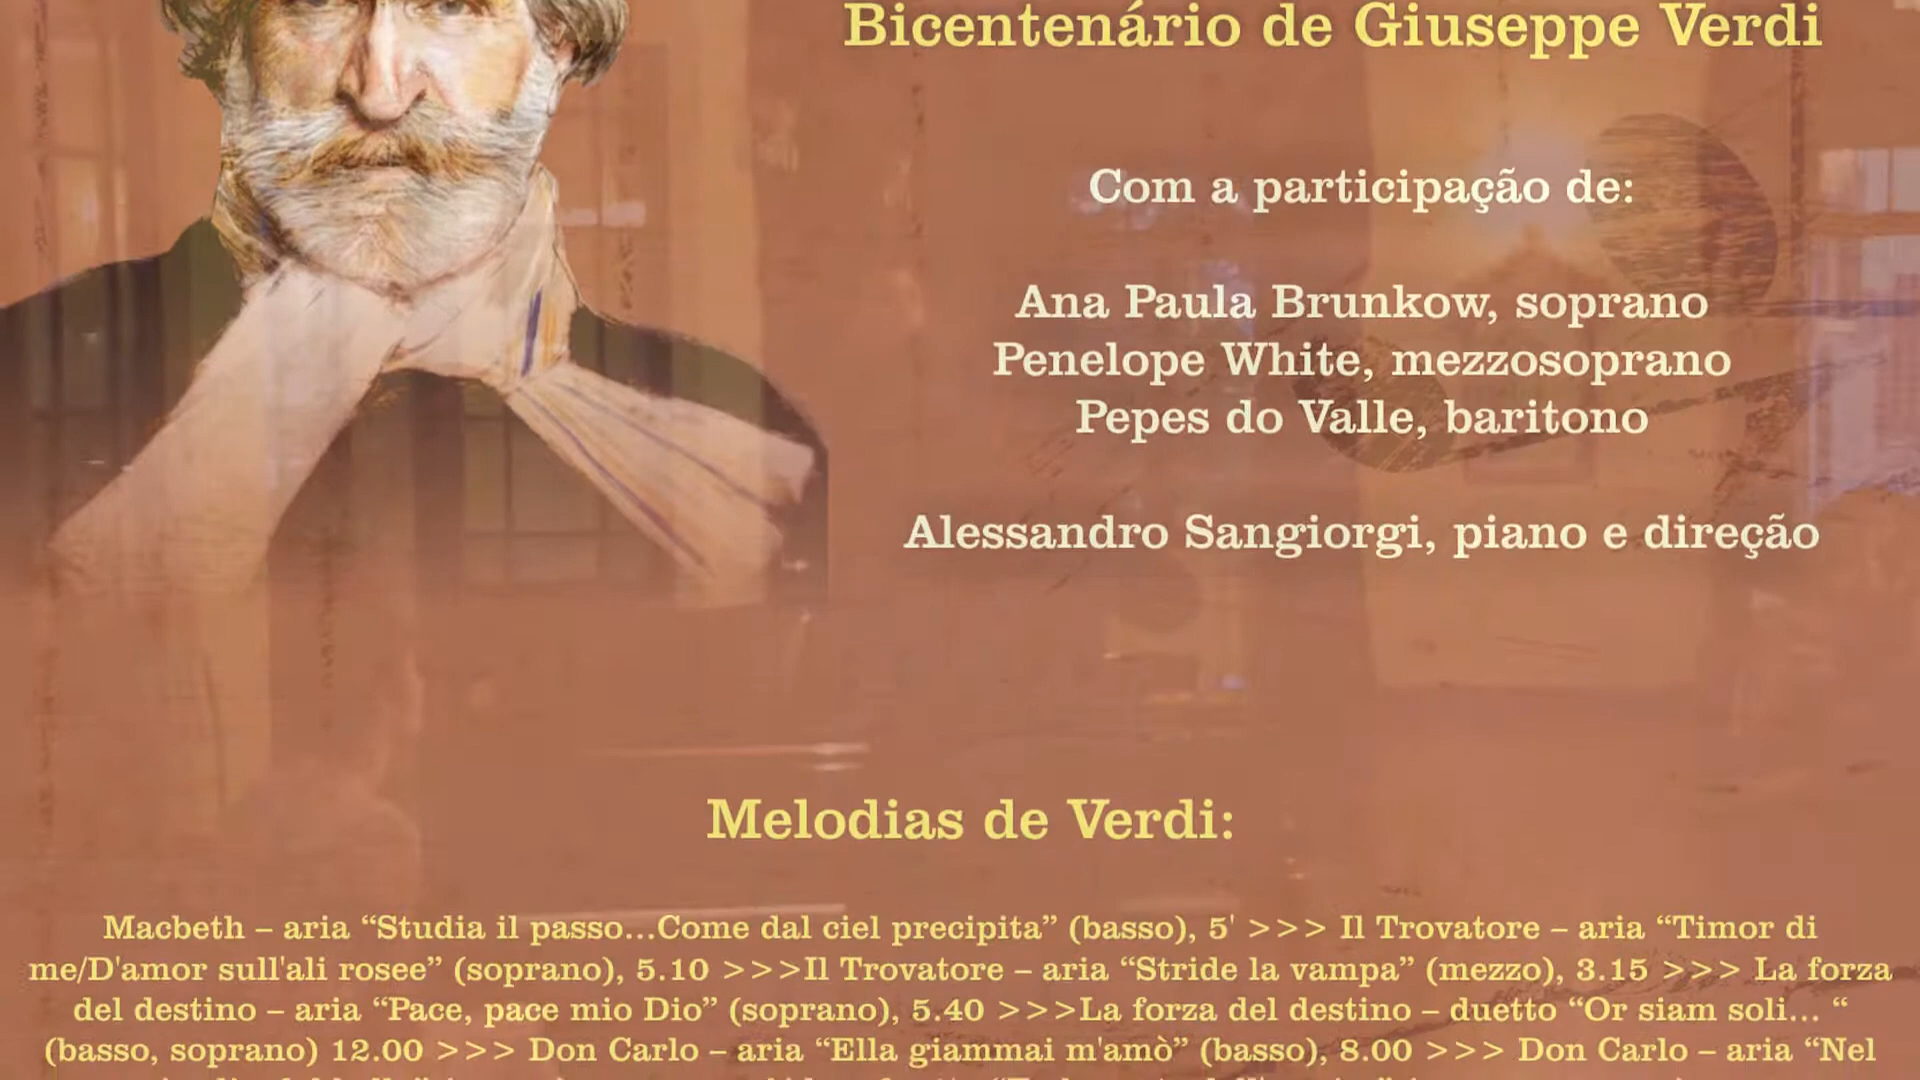 Bicentenário de Giuseppe Verdi
Com a participação de:
Ana Paula Brunkow, soprano
Penelope White, mezzosoprano
Pepes do Valle, baritono
Alessandro Sangiorgi, piano e direção
Melodias de Verdi:
Macbeth – aria “Studia il passo...Come dal ciel precipita” (basso), 5' >>> Il Trovatore – aria “Timor di
me/D'amor sull'ali rosee” (soprano), 5.10 >>>Il Trovatore – aria “Stride la vampa” (mezzo), 3.15 >>> La forza
del destino – aria “Pace, pace mio Dio” (soprano), 5.40 >>>La forza del destino – duetto “Or siam soli... “
(basso, soprano) 12.00 >>> Don Carlo – aria “Ella giammai m'amò” (basso), 8.00 >>> Don Carlo – aria “Nel